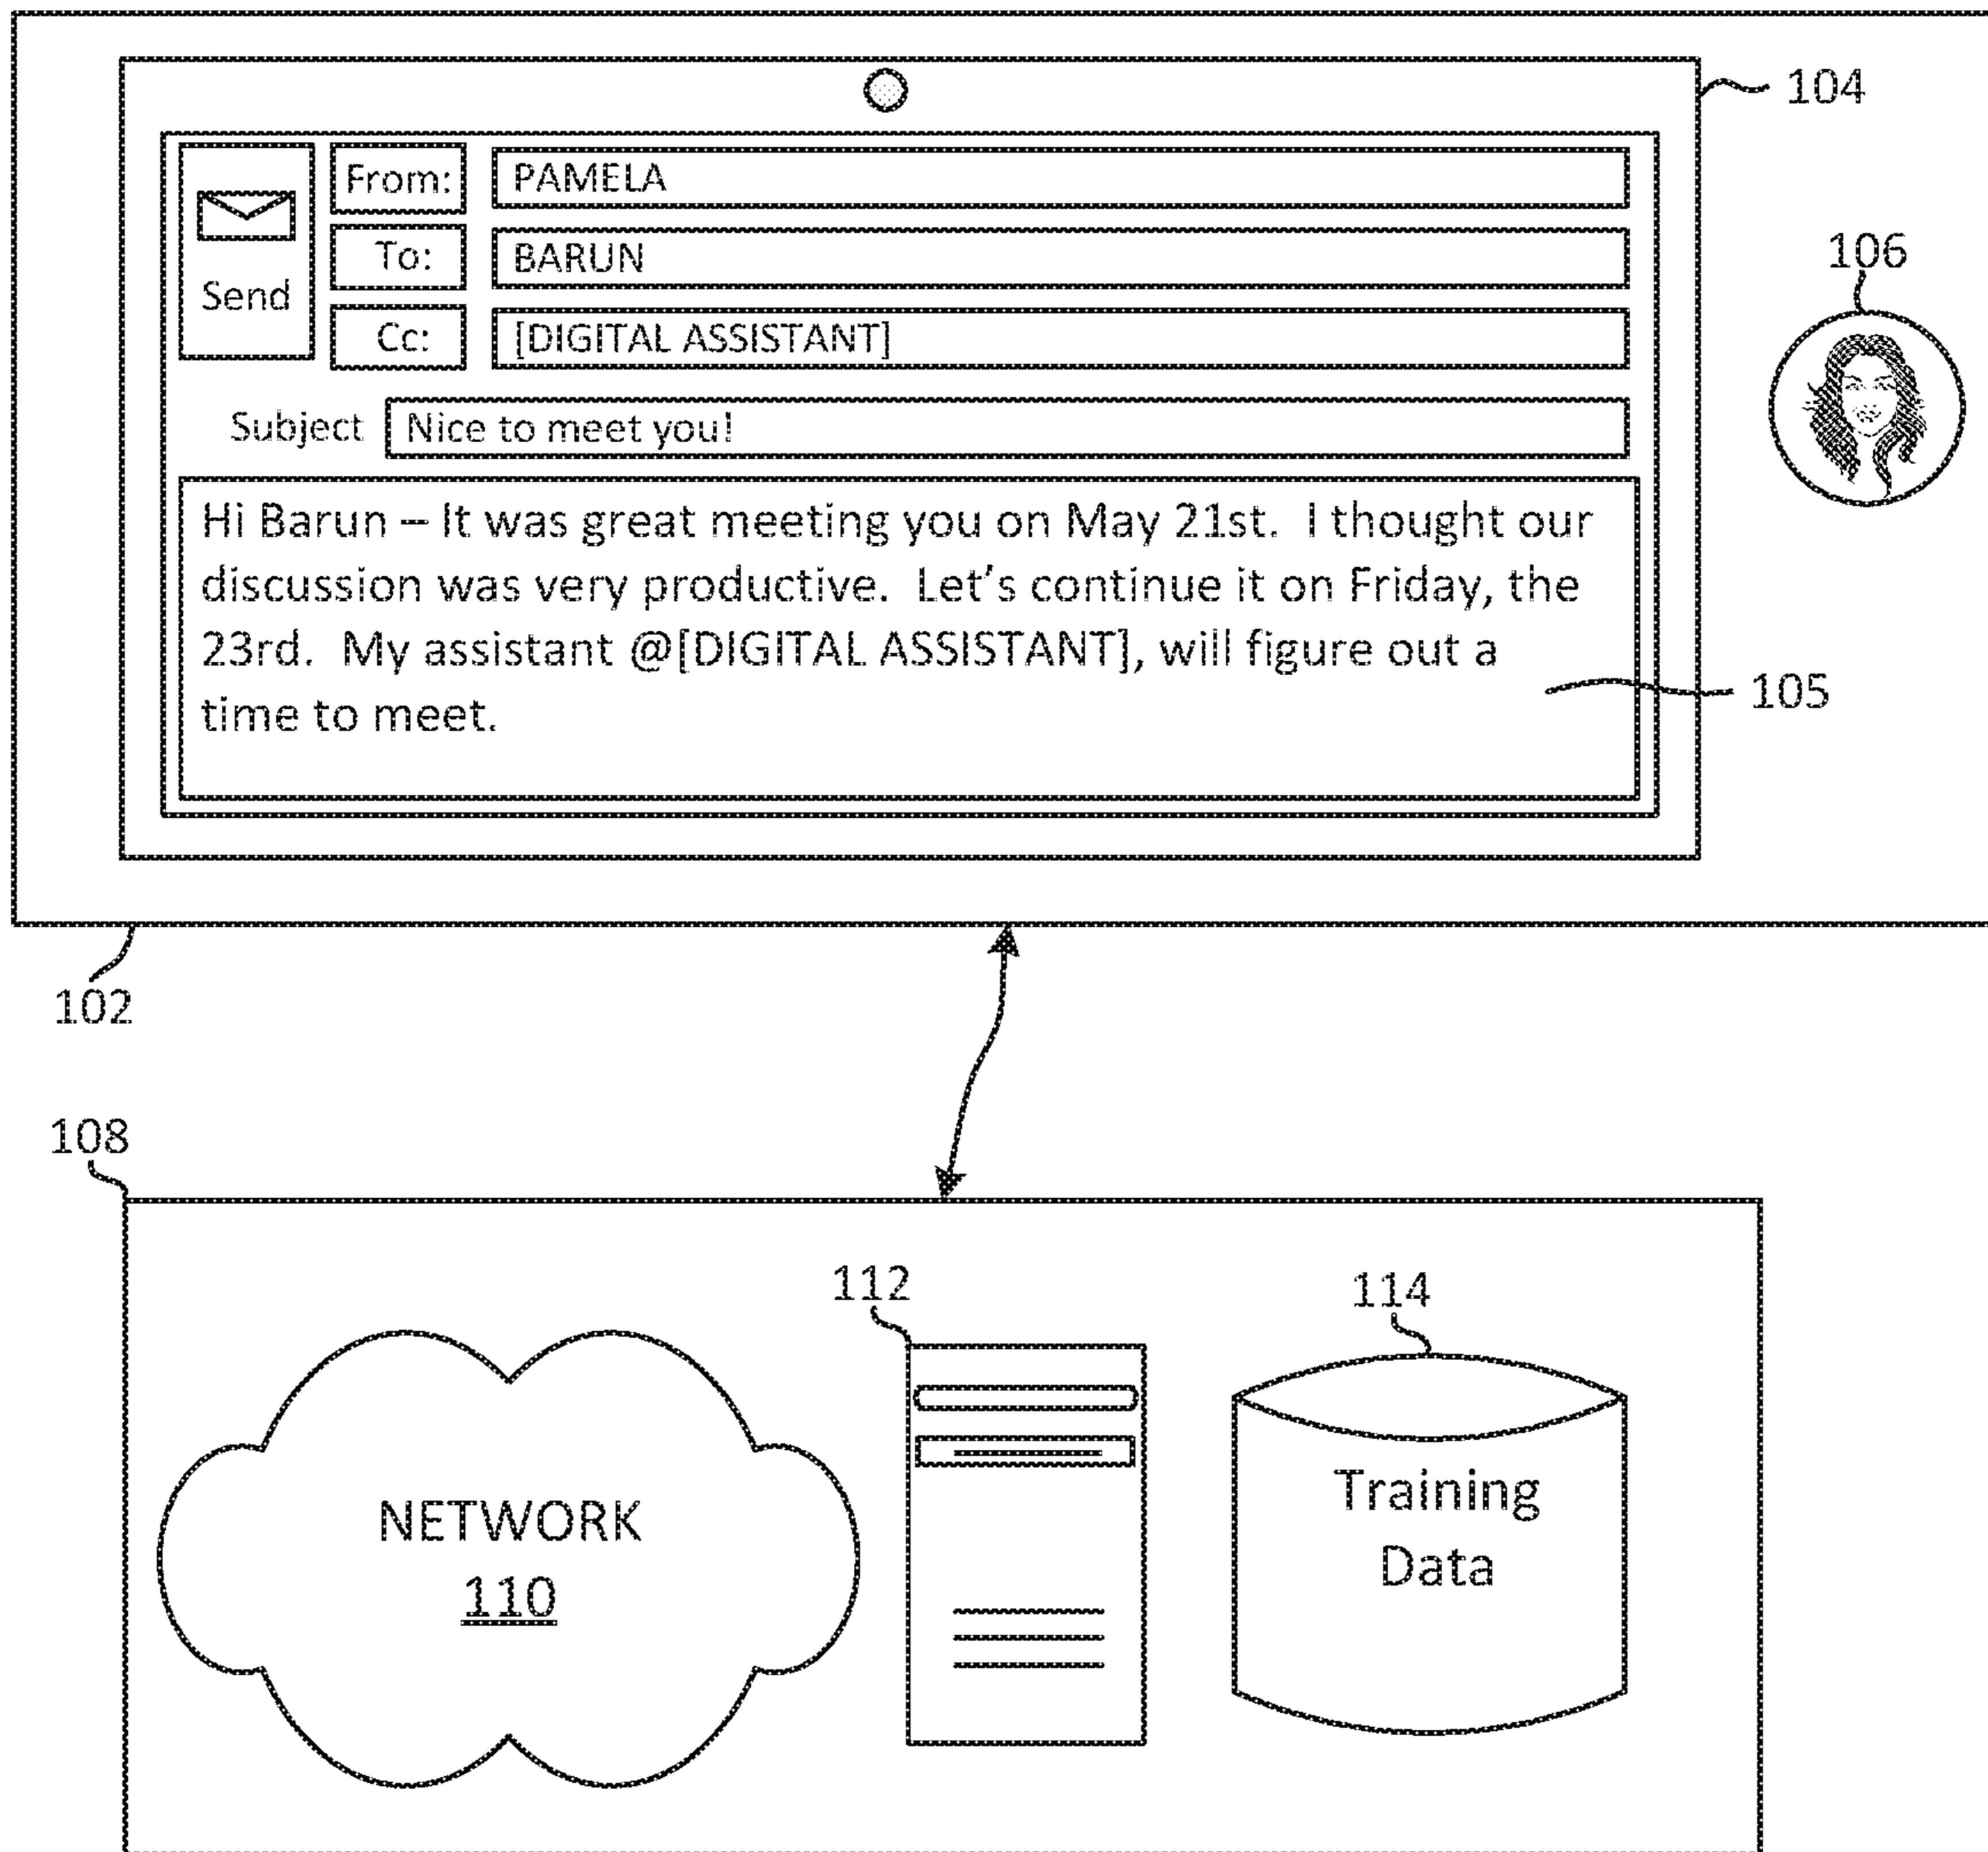 104
From: PAMELA
To: BARUN
Send
Cc: [DIGITAL ASSISTANT]
106
Subject Nice to meet you!
Hi Barun – It was great meeting you on May 21st. I thought our
discussion was very productive. Let's continue it on Friday, the
23rd. My assistant @[DIGITAL ASSISTANT], will figure out a
time to meet.
105
102
108
112
114
NETWORK
110
Training
Data